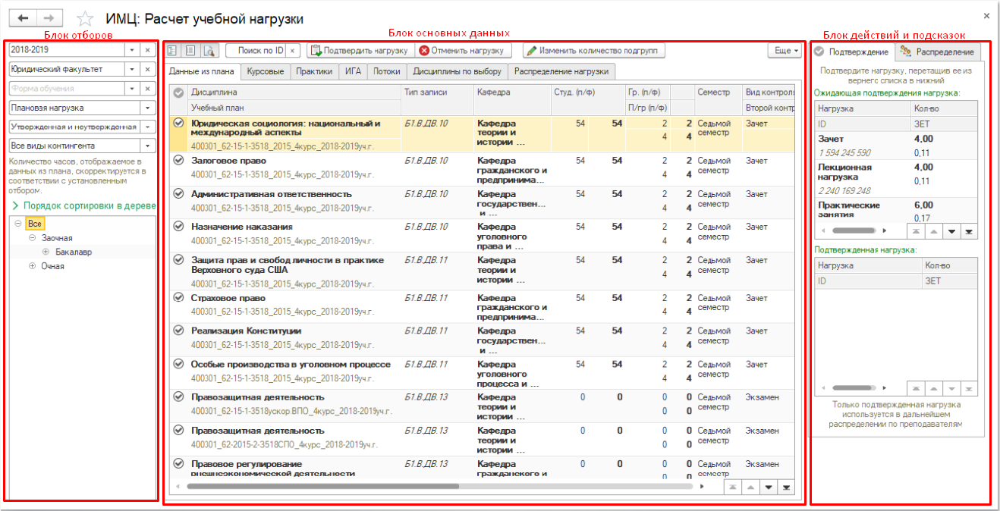 ИМЦ: Расчет учебной нагрузки
×
Блок отборов
2018-2019
Юридический факультет
Форма обучения
Плановая нагрузка
Утвержденная и неутвержденная
Все виды контингента
Количество часов, отображаемое в
данных из плана, скорректируется в
соответствии с установленным
отбором.
Порядок сортировки в дереве
Все
Заочная
Бакалавр
Очная
Блок основных данных
Поиск по ID × Подтвердить нагрузку Отменить нагрузку Изменить количество подгрупп Еще
Данные из плана Курсовые Практики ИГА Потоки Дисциплины по выбору Распределение нагрузки
Дисциплина Тип записи Кафедра Студ. (п/ф) Гр. (п/ф) Семестр Вид контроля
Учебный план П/гр (п/ф) Второй контр
Юридическая социология: национальный и Б1.В.ДВ.10 Кафедра 54 54 2 2 Седьмой Зачет
международный аспекты теории и 4 4 семестр
400301_62-15-1-3518_2015_4курс_2018-2019уч.г. истории ...
Залоговое право Б1.В.ДВ.10 Кафедра 54 54 2 2 Седьмой Зачет
400301_62-15-1-3518_2015_4курс_2018-2019уч.г. гражданского и 4 4 семестр
предпринима...
Административная ответственность Б1.В.ДВ.10 Кафедра 54 54 2 2 Седьмой Зачет
400301_62-15-1-3518_2015_4курс_2018-2019уч.г. государствен... 4 4 семестр
и ...
Назначение наказания Б1.В.ДВ.10 Кафедра 54 54 2 2 Седьмой Зачет
400301_62-15-1-3518_2015_4курс_2018-2019уч.г. уголовного 4 4 семестр
права и ...
Защита прав и свобод личности в практике Б1.В.ДВ.11 Кафедра 54 54 2 2 Седьмой Зачет
Верховного суда США теории и 4 4 семестр
400301_62-15-1-3518_2015_4курс_2018-2019уч.г. истории ...
Страховое право Б1.В.ДВ.11 Кафедра 54 54 2 2 Седьмой Зачет
400301_62-15-1-3518_2015_4курс_2018-2019уч.г. гражданского и 4 4 семестр
предпринима...
Реализация Конституции Б1.В.ДВ.11 Кафедра 54 54 2 2 Седьмой Зачет
400301_62-15-1-3518_2015_4курс_2018-2019уч.г. государствен... 4 4 семестр
и ...
Особые производства в уголовном процессе Б1.В.ДВ.11 Кафедра 54 54 2 2 Седьмой Зачет
400301_62-15-1-3518_2015_4курс_2018-2019уч.г. уголовного 4 4 семестр
процесса и ...
Правозащитная деятельность Б1.В.ДВ.13 Кафедра 0 0 0 0 Седьмой Экзамен
400301_62-15-1-3518ускор.ВПО_4курс_2018-2019уч.г. теории и 0 0 семестр
истории ...
Правозащитная деятельность Б1.В.ДВ.13 Кафедра 0 0 0 0 Седьмой Экзамен
400301_62-2015-2-3518СПО_4курс_2018-2019уч.г. теории и 0 0 семестр
истории ...
Правовое регулирование Б1.В.ДВ.13 Кафедра 0 0 0 0 Седьмой Экзамен
внешнеэкономической деятельности гражданского и 0 0 семестр
Блок действий и подсказок
Подтверждение Распределение
Подтвердите нагрузку, перетащив ее из
вернего списка в нижний
Ожидающая подтверждения нагрузка:
Нагрузка Кол-во
ID ЗЕТ
Зачет 4,00
1 594 245 590 0,11
Лекционная 4,00
нагрузка 0,11
2 240 169 248
Практические 6,00
занятия 0,17
Подтвержденная нагрузка:
Нагрузка Кол-во
ID ЗЕТ
Только подтвержденная нагрузка
используется в дальнейшем
распределении по преподавателям